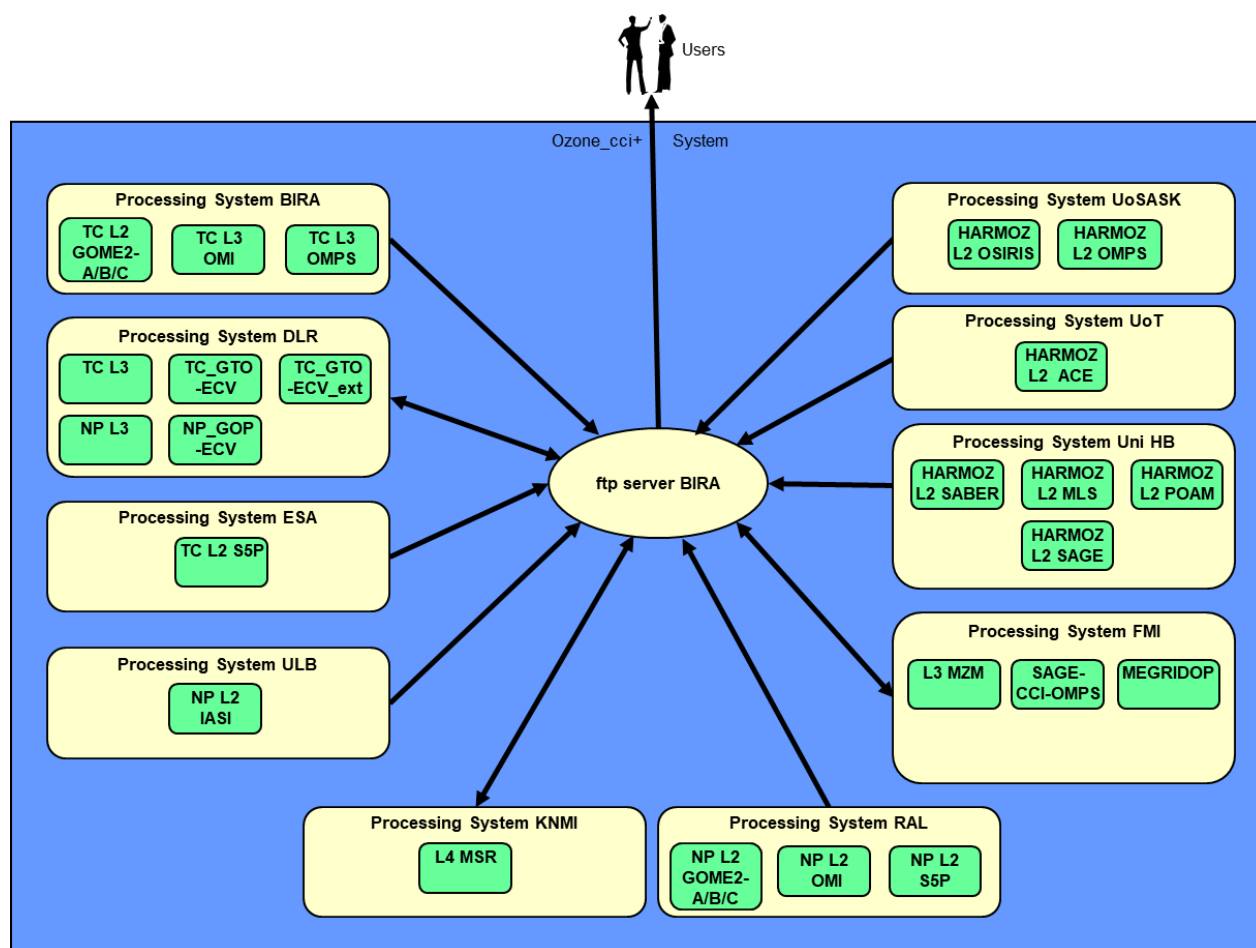 Users
Ozone_cci+ System
Processing System BIRA
TC L2
GOME2-
A/B/C
TC L3
OMI
TC L3
OMPS
Processing System DLR
TC L3
TC_GTO
-ECV
TC_GTO
-ECV_ext
NP L3
NP_GOP
-ECV
Processing System ESA
TC L2 S5P
Processing System ULB
NP L2
IASI
ftp server BIRA
Processing System UoSASK
HARMOZ
L2 OSIRIS
HARMOZ
L2 OMPS
Processing System UoT
HARMOZ
L2 ACE
Processing System Uni HB
HARMOZ
L2 SABER
HARMOZ
L2 MLS
HARMOZ
L2 POAM
HARMOZ
L2 SAGE
Processing System FMI
L3 MZM
SAGE-
CCI-OMPS
MEGRIDOP
Processing System KNMI
L4 MSR
Processing System RAL
NP L2
GOME2-
A/B/C
NP L2
OMI
NP L2
S5P